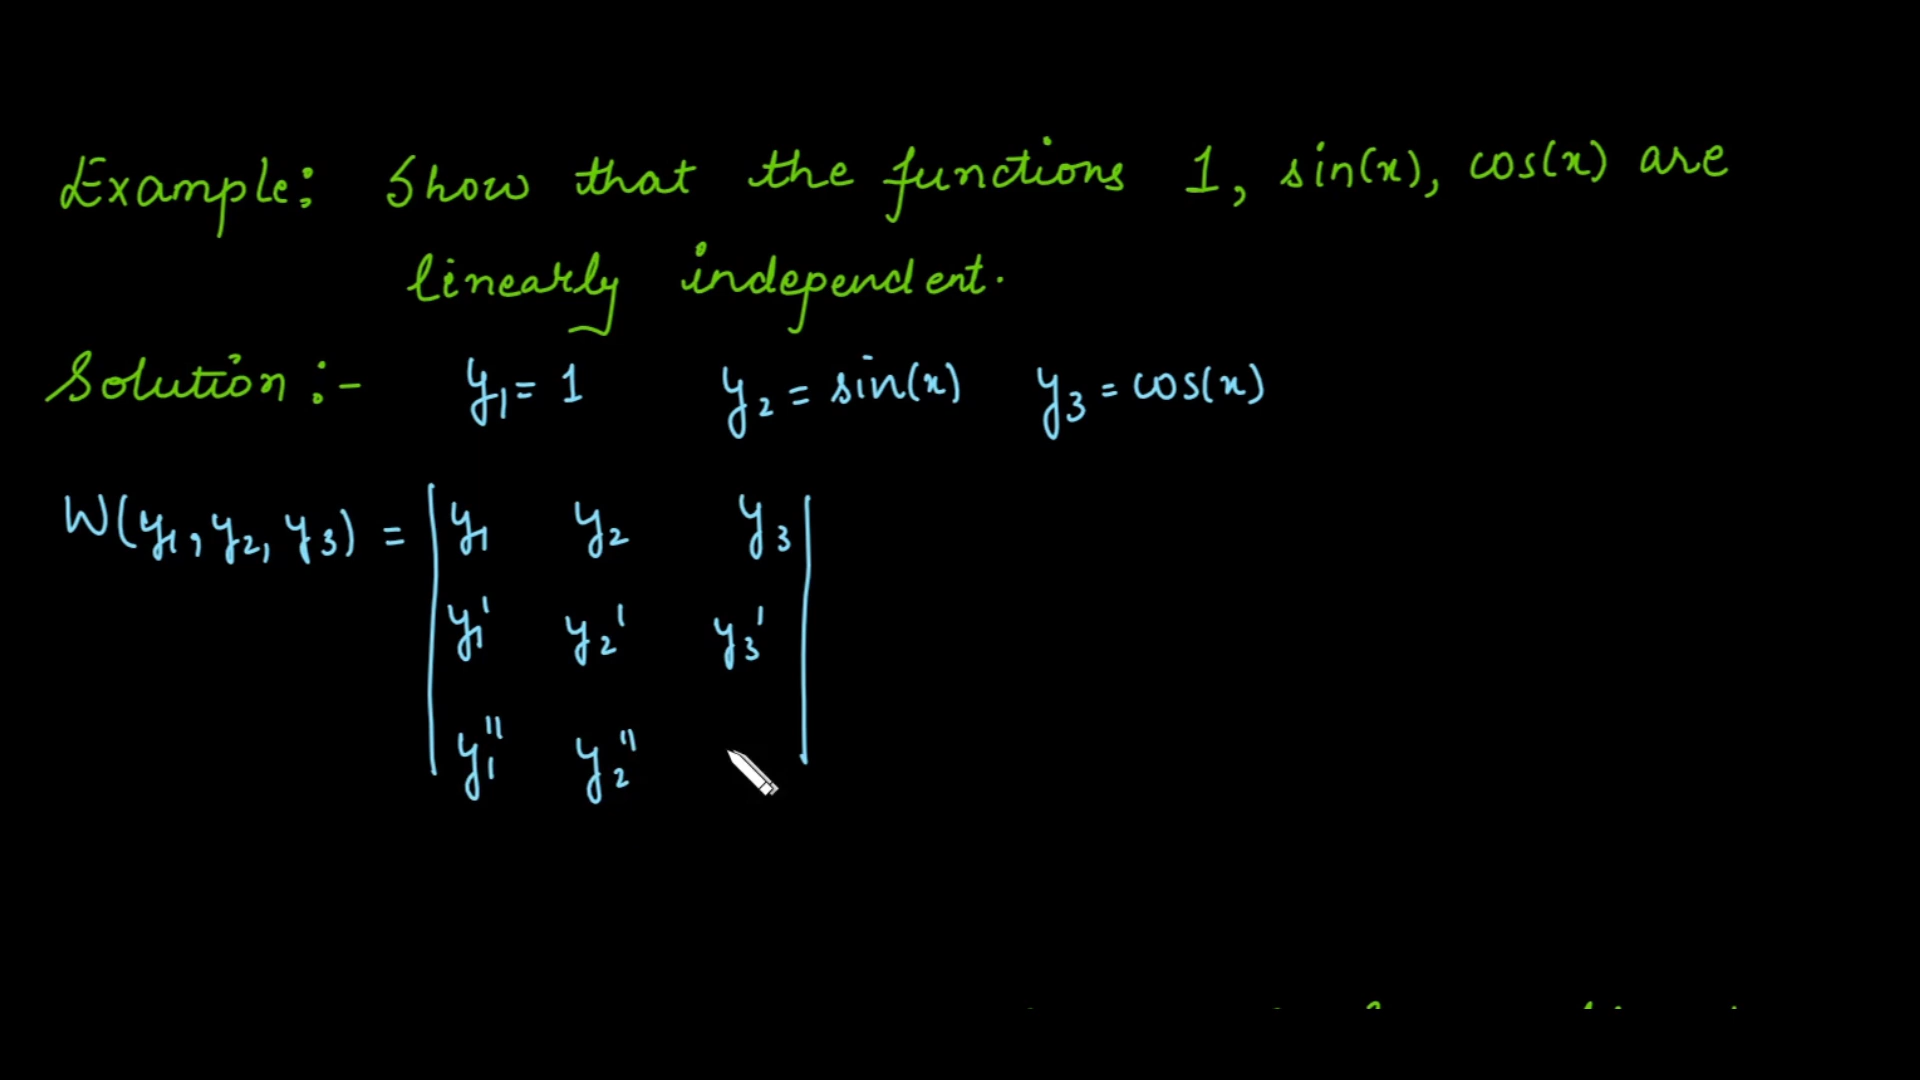 Example: Show that the functions 1, sin(x), cos(x) are
linearly independent.
Solution :- y₁ = 1 y₂ = sin(x) y₃ = cos(x)
W(y₁, y₂, y₃) = | y₁ y₂ y₃ |
y₁' y₂' y₃'
y₁'' y₂''